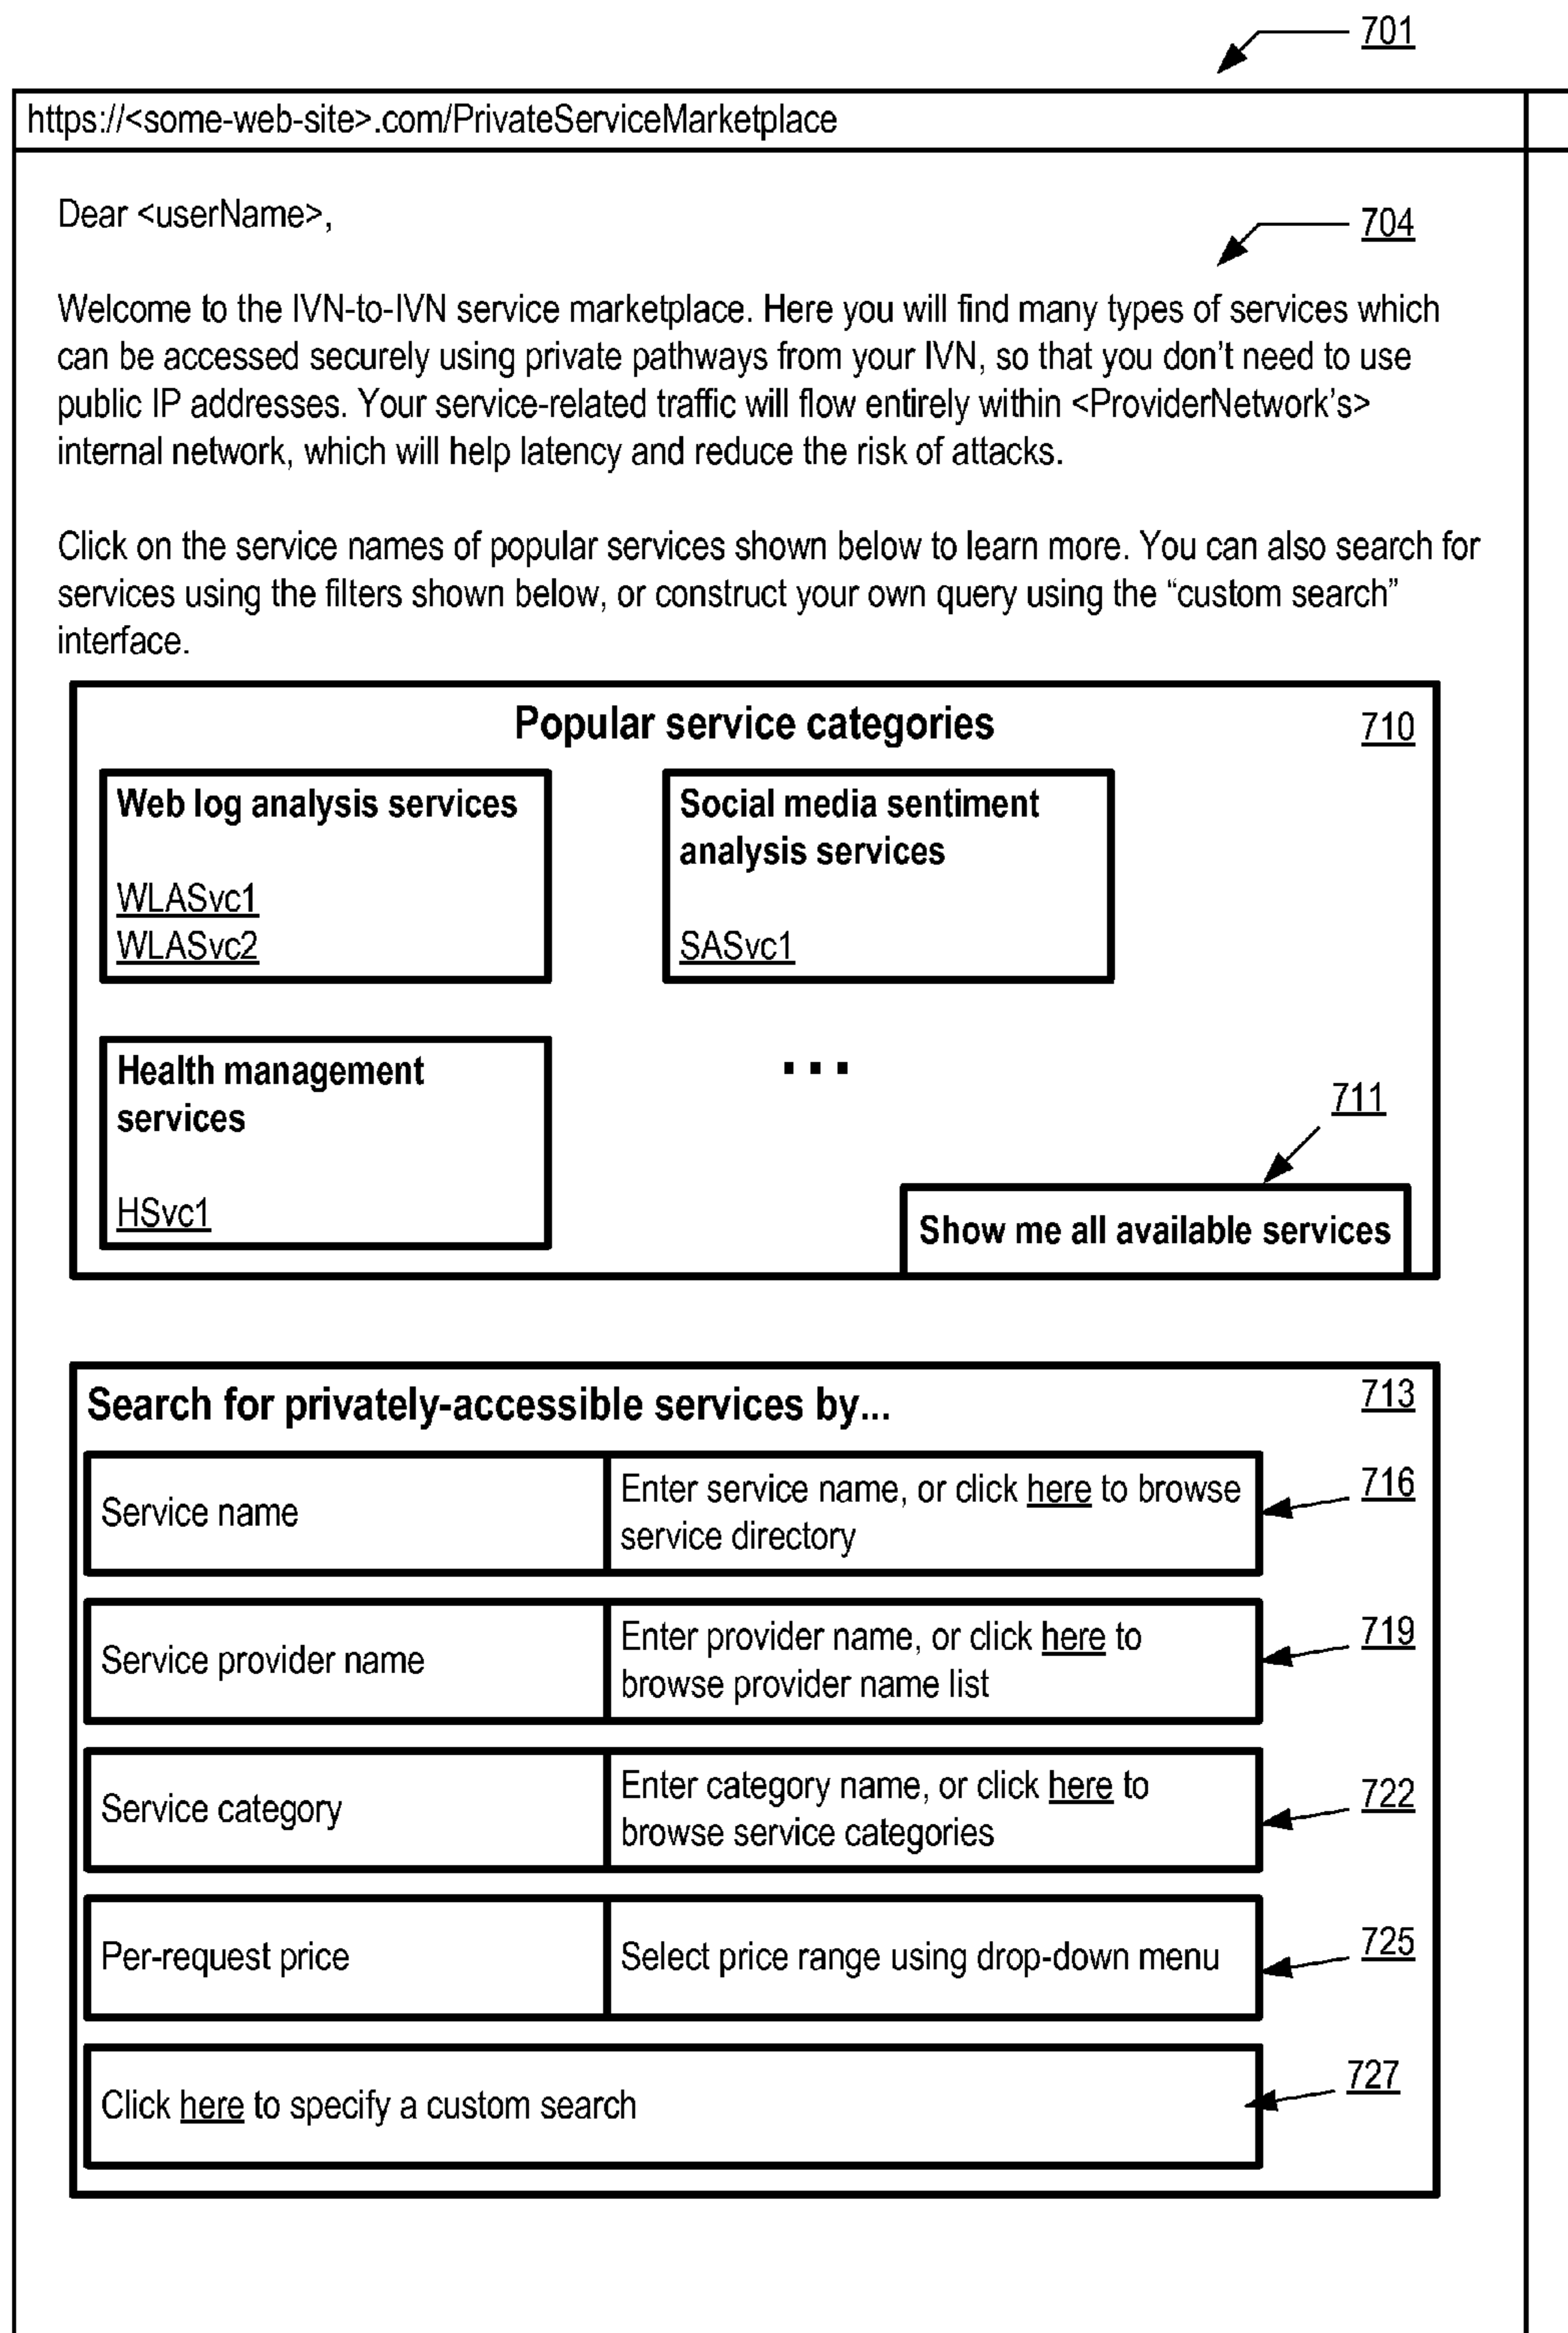 701
https://<some-web-site>.com/PrivateServiceMarketplace
Dear <userName>,
704
Welcome to the IVN-to-IVN service marketplace. Here you will find many types of services which
can be accessed securely using private pathways from your IVN, so that you don't need to use
public IP addresses. Your service-related traffic will flow entirely within <ProviderNetwork's>
internal network, which will help latency and reduce the risk of attacks.
Click on the service names of popular services shown below to learn more. You can also search for
services using the filters shown below, or construct your own query using the “custom search”
interface.
Popular service categories
710
Web log analysis services
WLASvc1
WLASvc2
Social media sentiment
analysis services
SASvc1
Health management
services
HSvc1
...
711
Show me all available services
Search for privately-accessible services by...
713
Service name
Enter service name, or click here to browse
service directory
716
Service provider name
Enter provider name, or click here to
browse provider name list
719
Service category
Enter category name, or click here to
browse service categories
722
Per-request price
Select price range using drop-down menu
725
Click here to specify a custom search
727